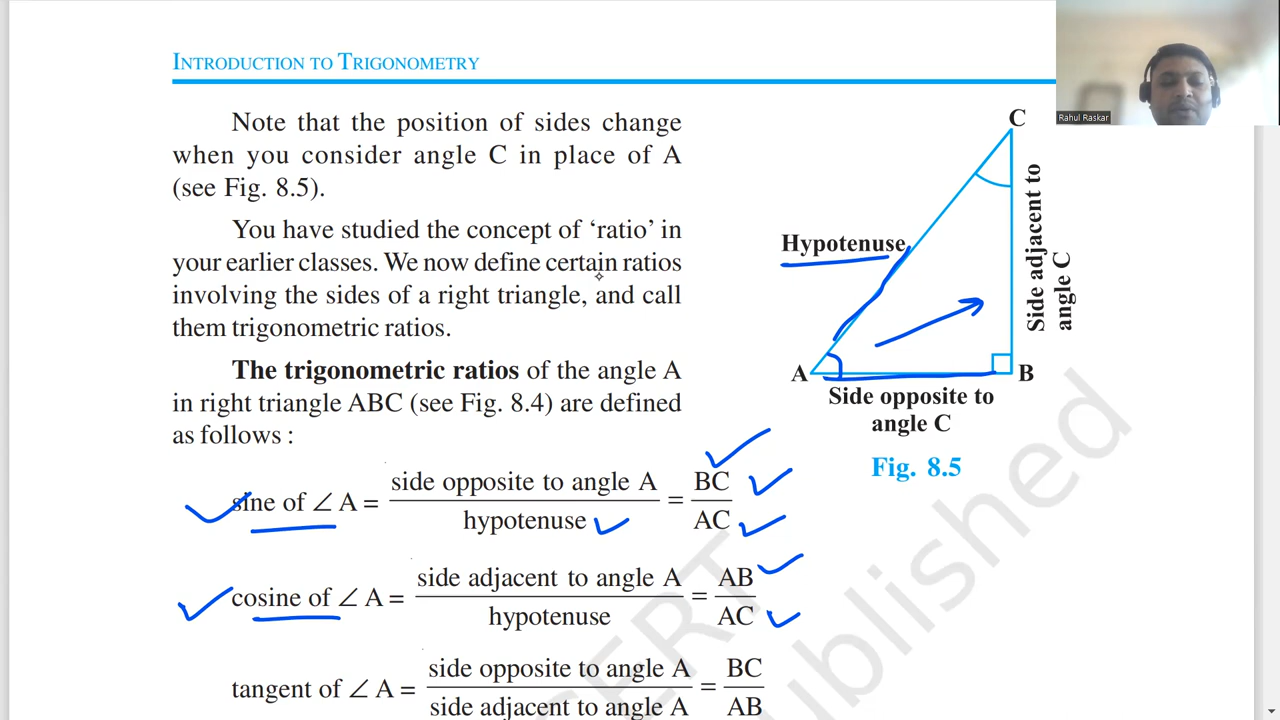 INTRODUCTION TO TRIGONOMETRY
Note that the position of sides change
when you consider angle C in place of A
(see Fig. 8.5).
You have studied the concept of ‘ratio’ in
your earlier classes. We now define certain ratios
involving the sides of a right triangle, and call
them trigonometric ratios.
The trigonometric ratios of the angle A
in right triangle ABC (see Fig. 8.4) are defined
as follows :
sine of ∠ A = side opposite to angle A / hypotenuse = BC / AC
cosine of ∠ A = side adjacent to angle A / hypotenuse = AB / AC
tangent of ∠ A = side opposite to angle A / side adjacent to angle A = BC / AB
C
Hypotenuse
Side adjacent to
angle C
A
B
Side opposite to
angle C
Fig. 8.5
Rahul Raskar